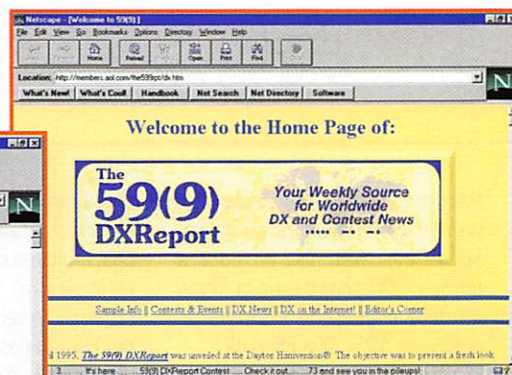 Netscape - [Welcome to 59(9)]
File Edit View Go Bookmarks Options Directory Window Help
Home Reload Open Print Find
Location: http://members.aol.com/the599rpt/dx.htm
What's New! What's Cool! Handbook Net Search Net Directory Software
N
Welcome to the Home Page of:
The
59(9)
DXReport
Your Weekly Source
for Worldwide
DX and Contest News
N
Sample Info || Contests & Events || DX News || DX on the Internet! || Editor's Corner
1995, The 59(9) DXReport was unveiled at the Dayton Hamvention® The objective was to present a fresh look
3..... It's here..... 59(9) DXReport Contest.... Check it out.....73 and see you in the pileups!